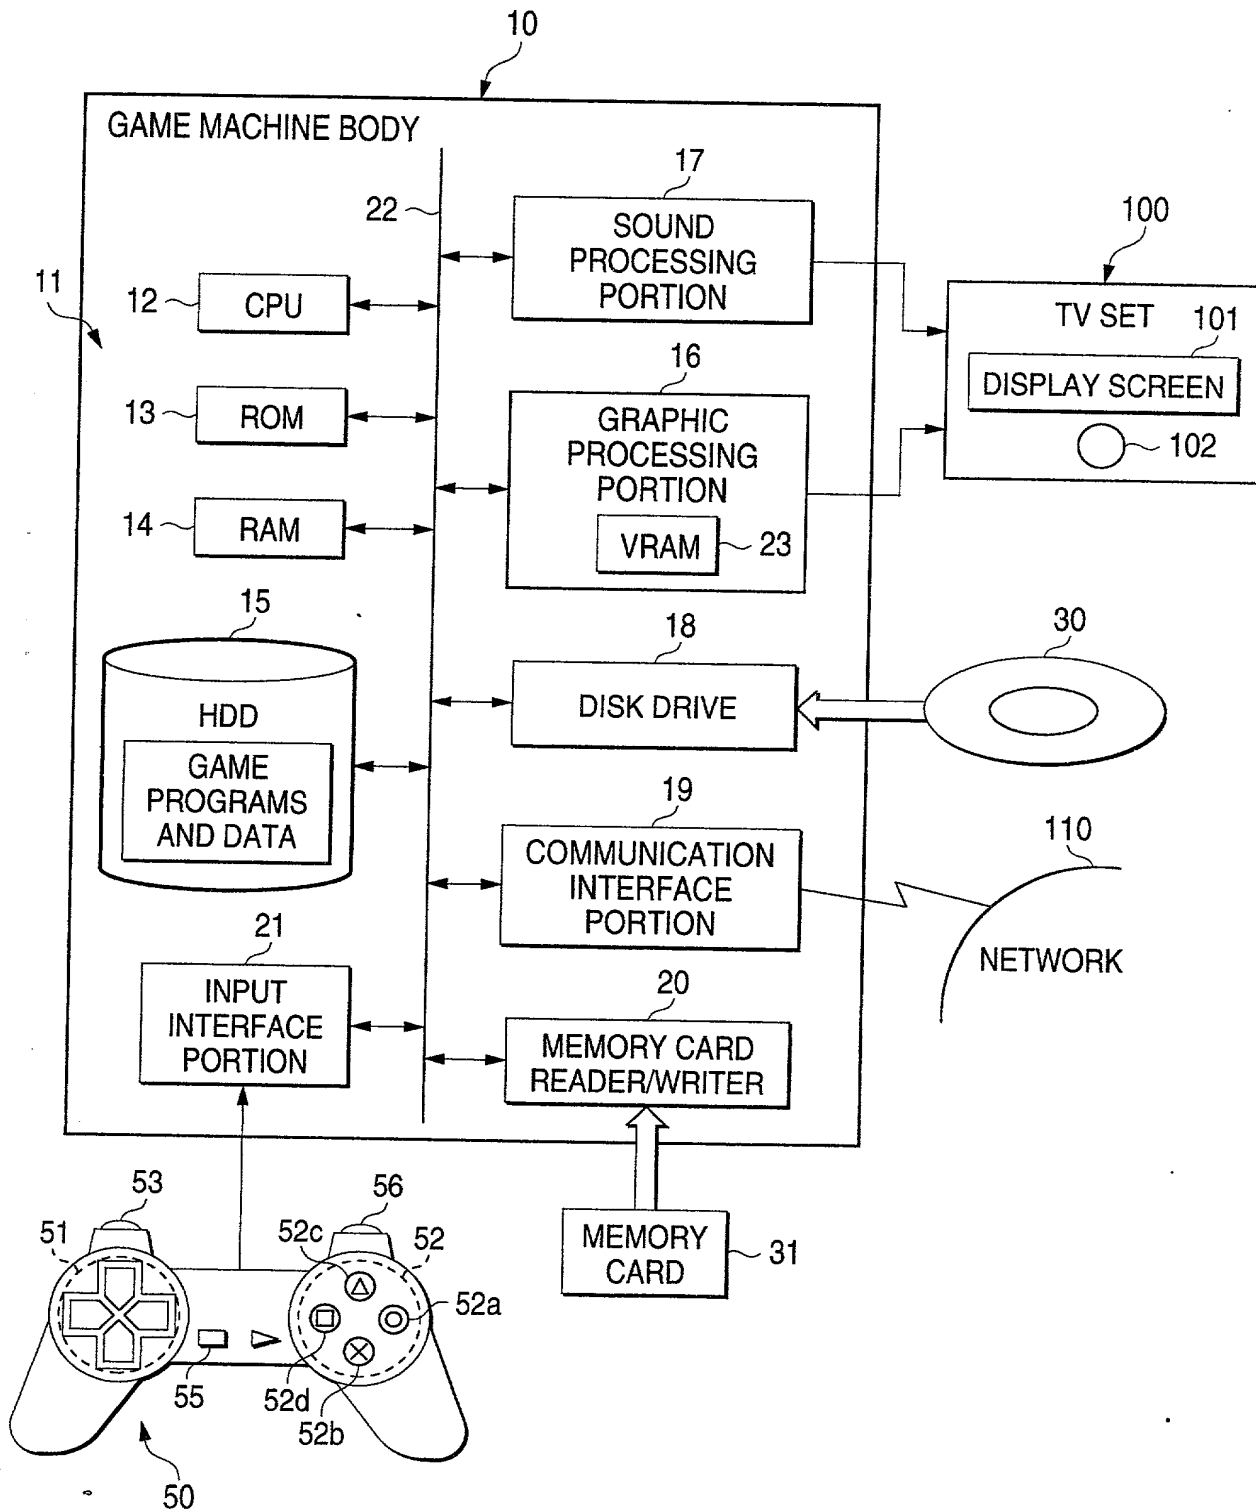 10
GAME MACHINE BODY
17
22
SOUND
PROCESSING
PORTION
100
11
12
CPU
TV SET
101
DISPLAY SCREEN
102
16
13
ROM
GRAPHIC
PROCESSING
PORTION
14
RAM
VRAM
23
15
HDD
GAME
PROGRAMS
AND DATA
18
DISK DRIVE
30
19
COMMUNICATION
INTERFACE
PORTION
110
NETWORK
21
INPUT
INTERFACE
PORTION
20
MEMORY CARD
READER/WRITER
MEMORY
CARD
31
53
56
51
52c
52
52a
55
52d
52b
50